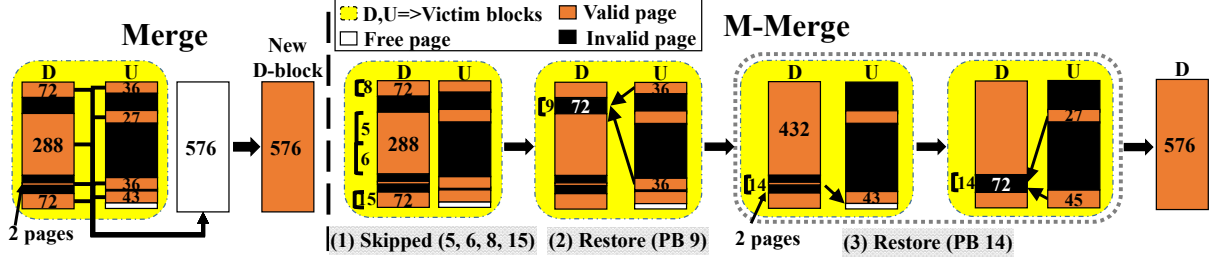 Merge
D,U=>Victim blocks
Valid page
Free page
Invalid page
M-Merge
New
D-block
D
U
72
288
72
36
27
36
43
2 pages
576
576
D
U
8
5
6
15
72
288
72
(1) Skipped (5, 6, 8, 15)
D
U
9
72
36
36
(2) Restore (PB 9)
D
U
432
14
43
2 pages
D
U
14
72
27
45
(3) Restore (PB 14)
D
576